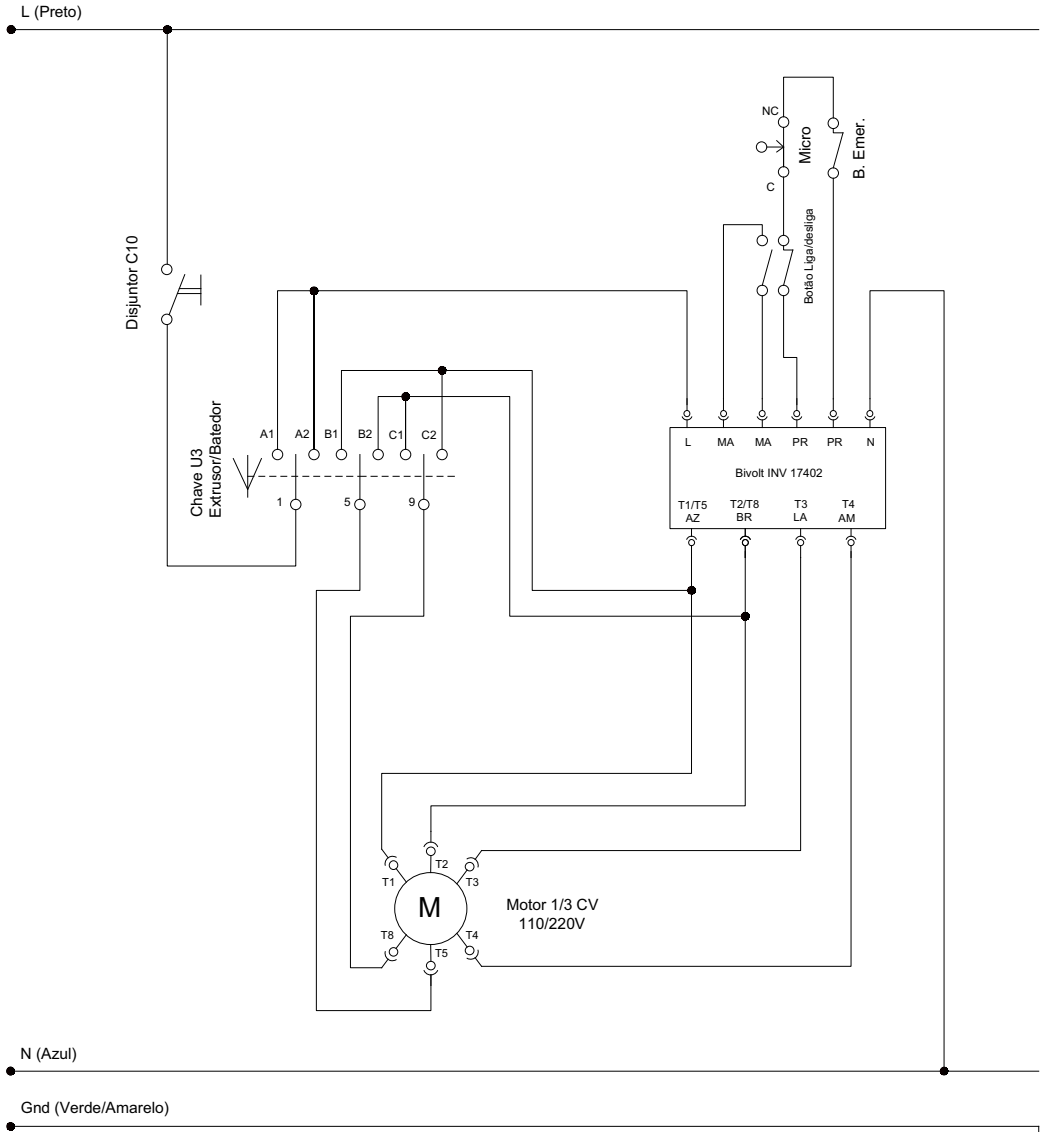 L (Preto)
NC
Micro
B. Emer.
C
Botão Liga/desliga
Disjuntor C10
Chave U3
Extrusor/Batedor
A1 A2 B1 B2 C1 C2
1 5 9
L MA MA PR PR N
Bivolt INV 17402
T1/T5 T2/T8 T3 T4
AZ BR LA AM
T2
T1 T3
M
Motor 1/3 CV
110/220V
T8 T4
T5
N (Azul)
Gnd (Verde/Amarelo)